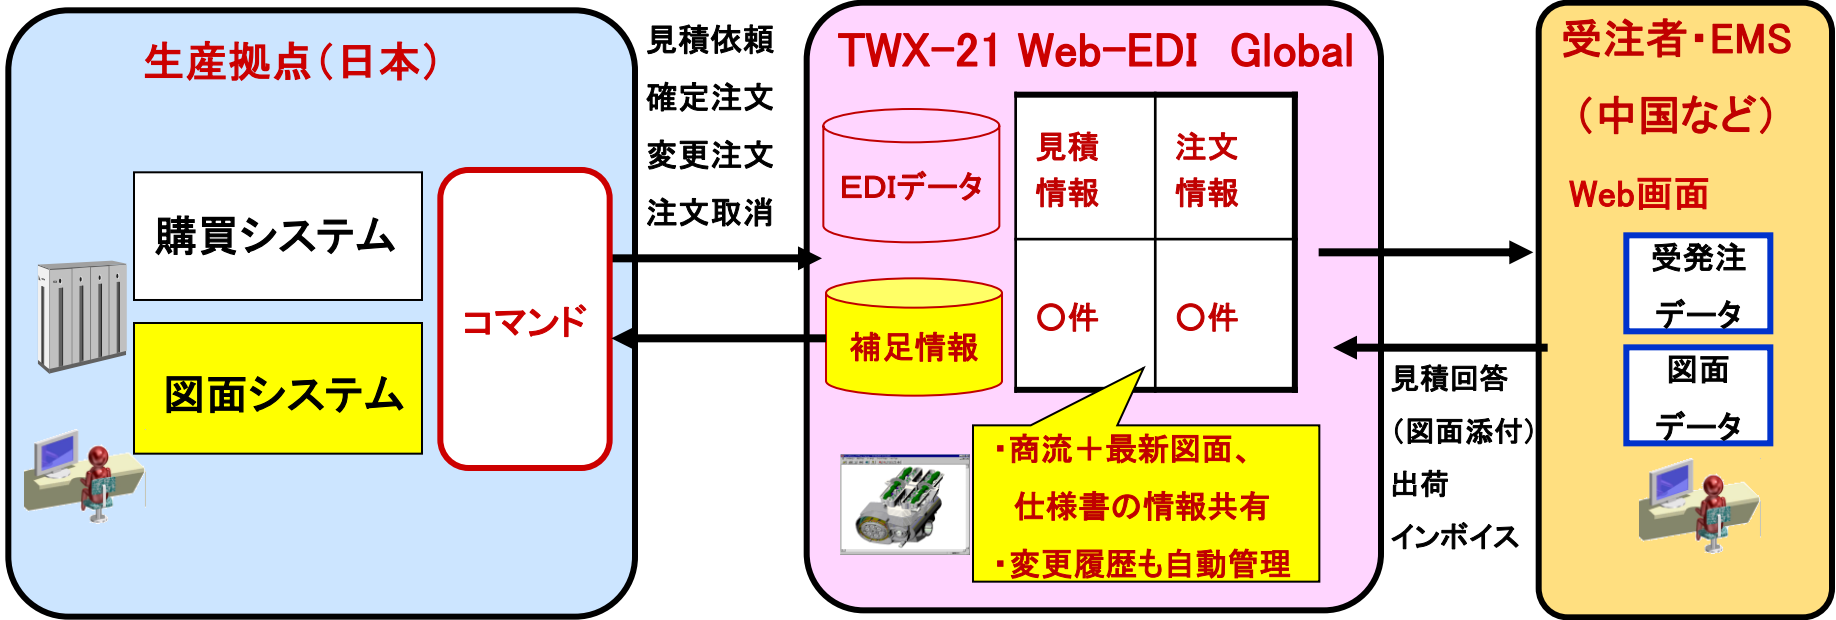 生産拠点（日本）
購買システム
図面システム
コマンド
見積依頼
確定注文
変更注文
注文取消
TWX-21 Web-EDI　Global
EDIデータ
補足情報
見積
情報
注文
情報
〇件
〇件
・商流＋最新図面、
仕様書の情報共有
・変更履歴も自動管理
見積回答
（図面添付）
出荷
インボイス
受注者・EMS
（中国など）
Web画面
受発注
データ
図面
データ